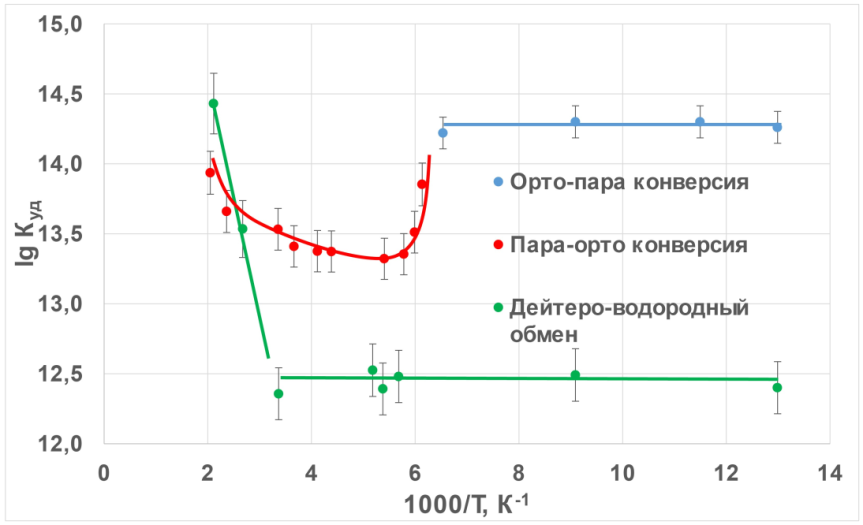 15,0
14,5
14,0
13,5
13,0
12,5
12,0
lg Kуд
Орто-пара конверсия
Пара-орто конверсия
Дейтеро-водородный
обмен
0 2 4 6 8 10 12 14
1000/T, К-1